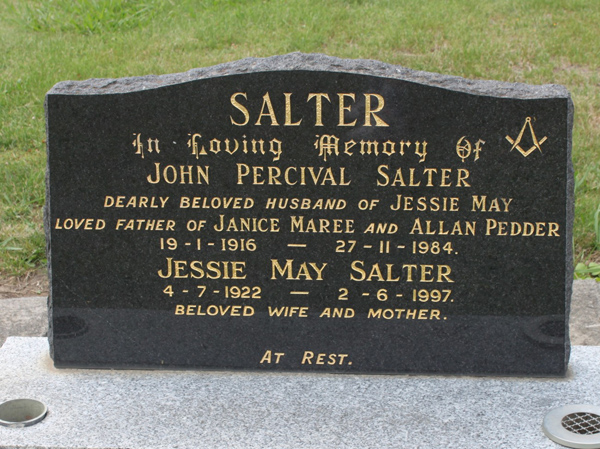 SALTER
In Loving Memory Of
JOHN PERCIVAL SALTER
DEARLY BELOVED HUSBAND OF JESSIE MAY
LOVED FATHER OF JANICE MAREE AND ALLAN PEDDER
19-1-1916 — 27-11-1984.
JESSIE MAY SALTER
4-7-1922 — 2-6-1997.
BELOVED WIFE AND MOTHER.
AT REST.